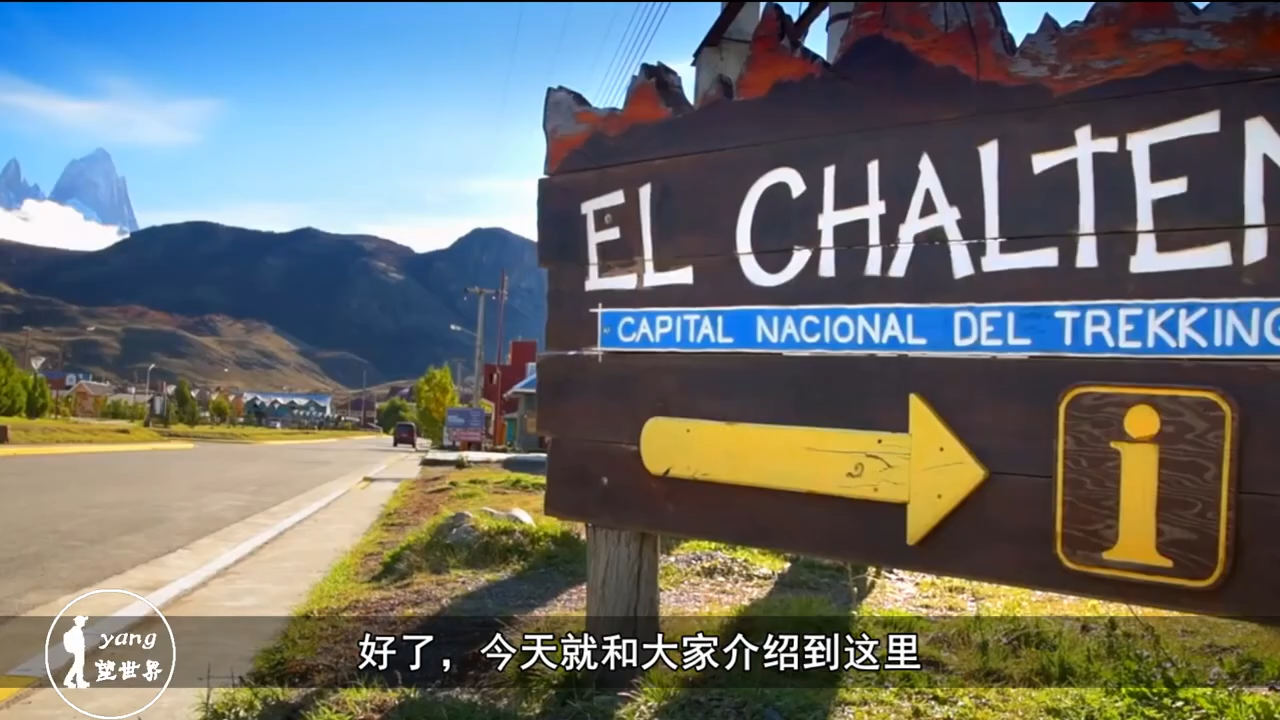 EL CHALTEN
CAPITAL NACIONAL DEL TREKKING
i
好了，今天就和大家介绍到这里
yang
望世界